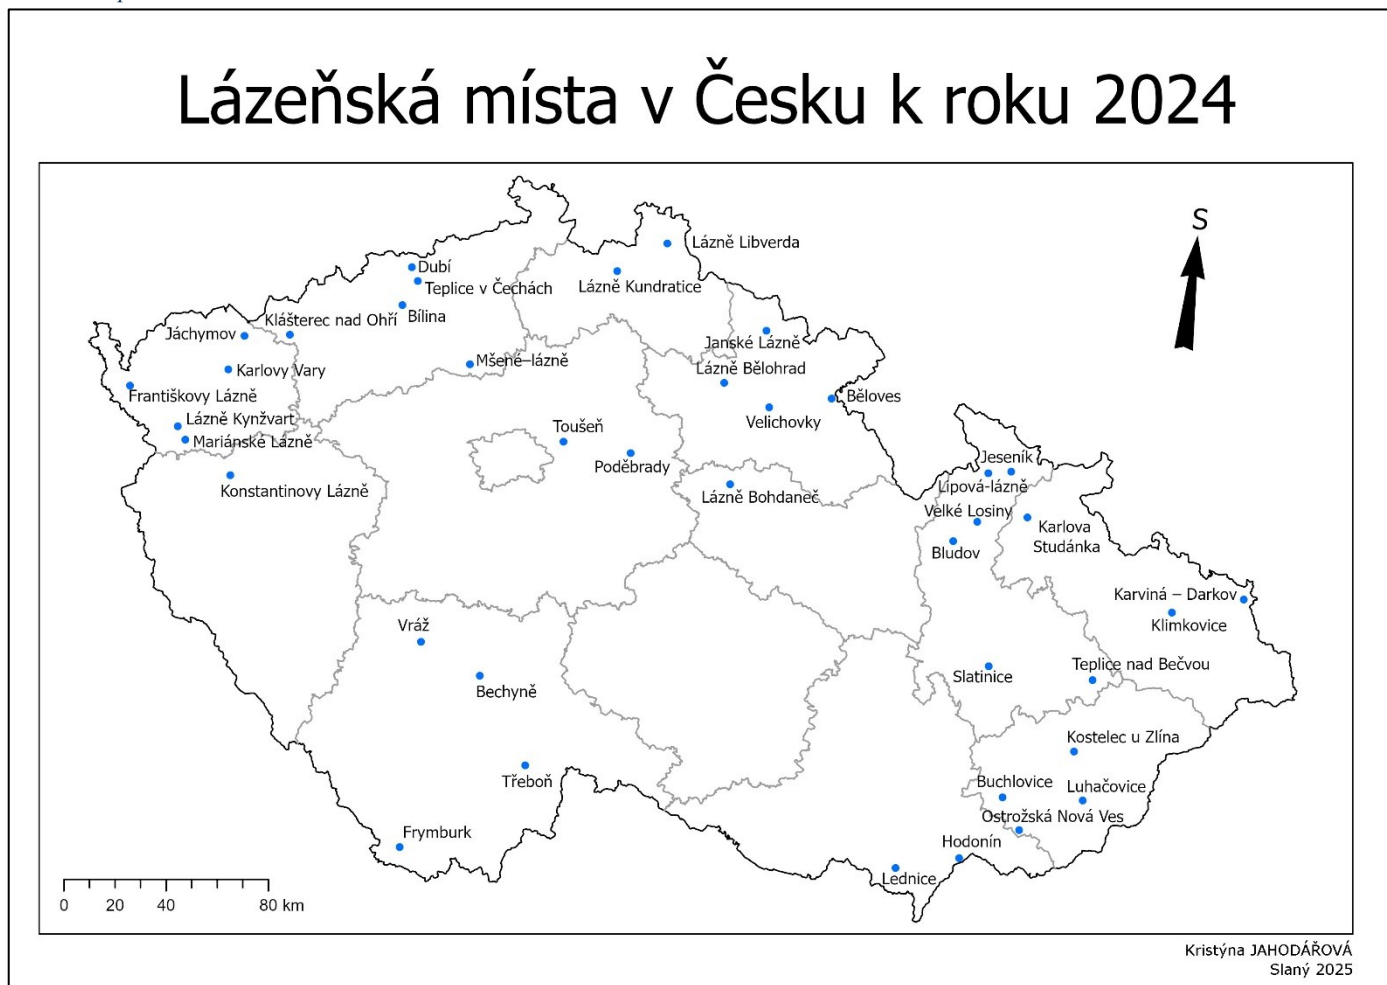 Lázeňská místa v Česku k roku 2024
S
Lázně Libverda
Dubí
Teplice v Čechách
Lázně Kundratice
Bílina
Klášterec nad Ohří
Jáchymov
Janské Lázně
Mšené–lázně
Lázně Bělohrad
Karlovy Vary
Františkovy Lázně
Běloves
Velichovky
Lázně Kynžvart
Mariánské Lázně
Toušeň
Poděbrady
Jeseník
Konstantinovy Lázně
Lázně Bohdaneč
Lipová-lázně
Velké Losiny
Karlova
Studánka
Bludov
Karviná – Darkov
Klimkovice
Vráž
Teplice nad Bečvou
Slatinice
Bechyně
Kostelec u Zlína
Třeboň
Buchlovice
Luhačovice
Ostrožská Nová Ves
Frymburk
Hodonín
Lednice
0 20 40 80 km
Kristýna JAHODÁŘOVÁ
Slaný 2025